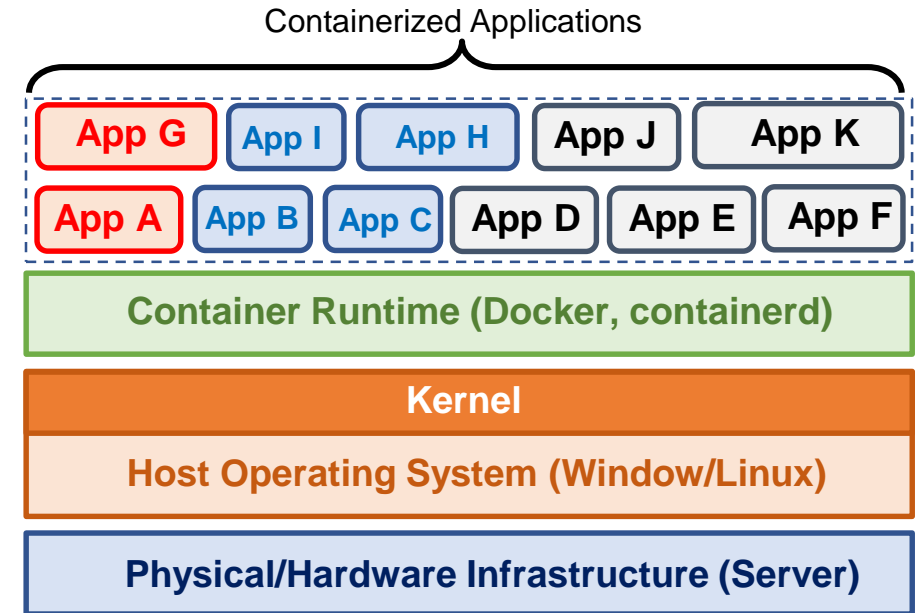 Containerized Applications
App G App I App H App J App K
App A App B App C App D App E App F
Container Runtime (Docker, containerd)
Kernel
Host Operating System (Window/Linux)
Physical/Hardware Infrastructure (Server)